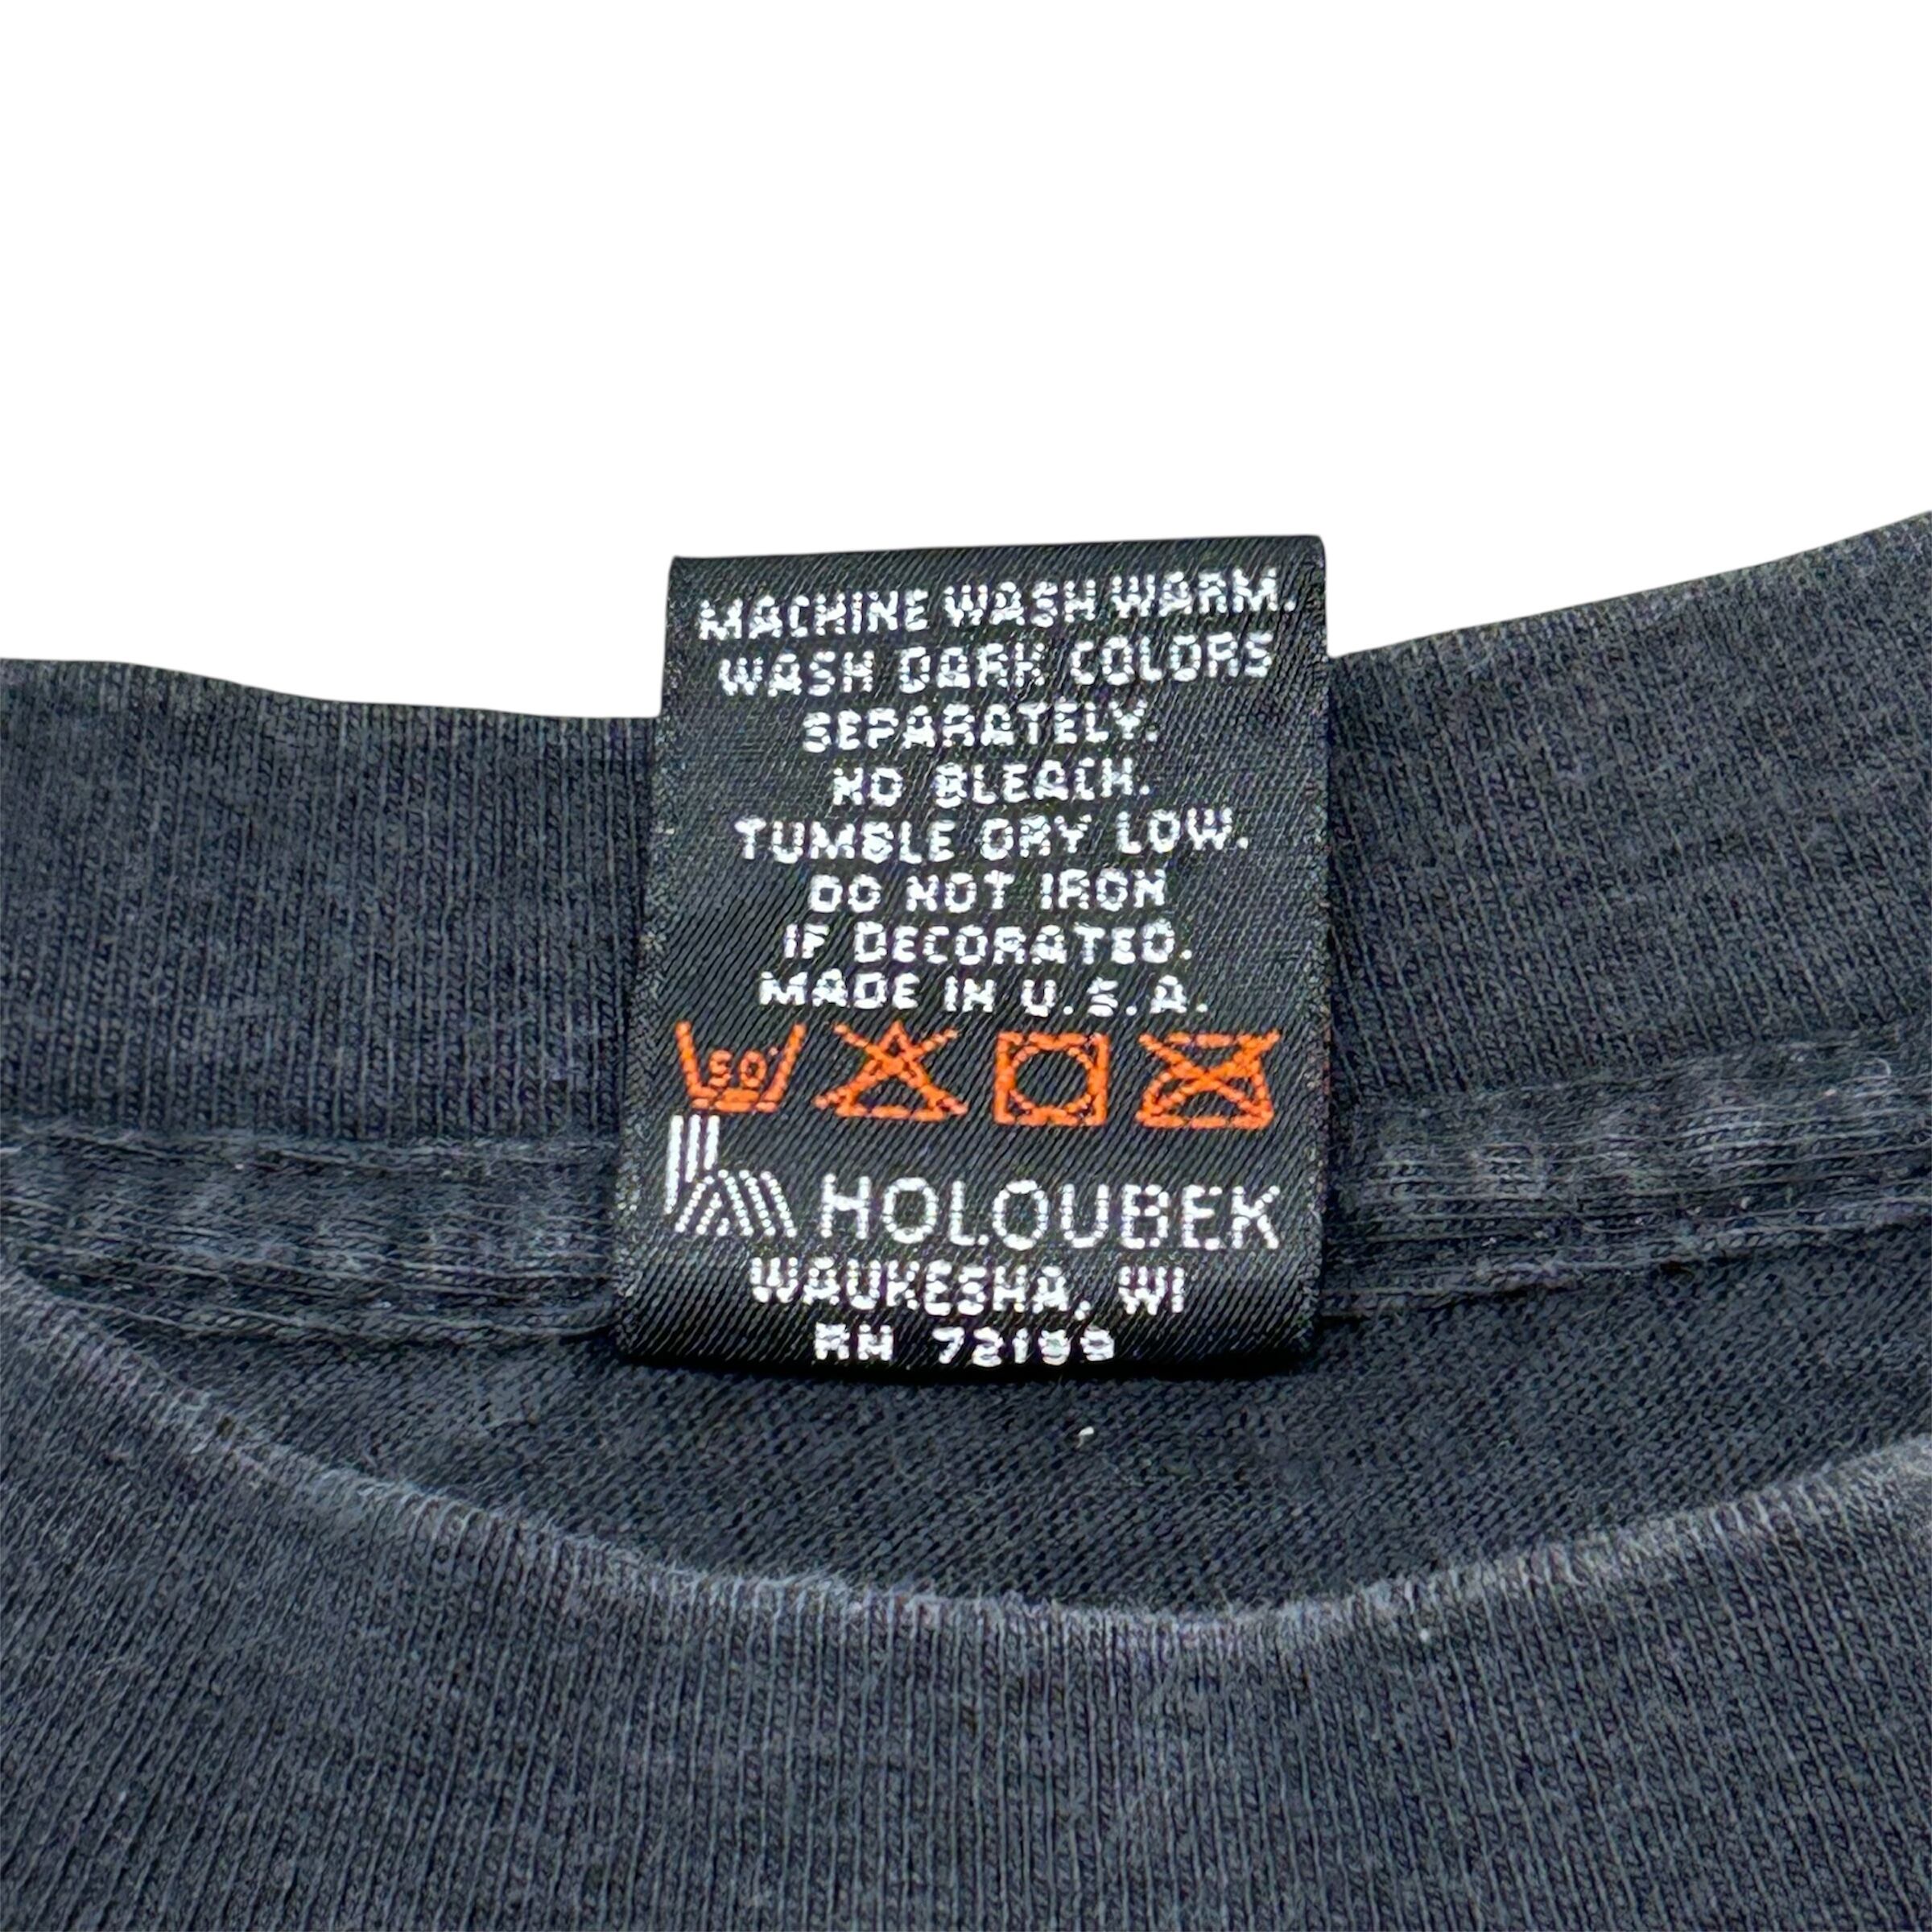 MACHINE WASH WARM.
WASH DARK COLORS
SEPARATELY.
NO BLEACH.
TUMBLE DRY LOW.
DO NOT IRON
IF DECORATED.
MADE IN U.S.A.
50
HOLOUBEK
WAUKESHA, WI
RN 72199